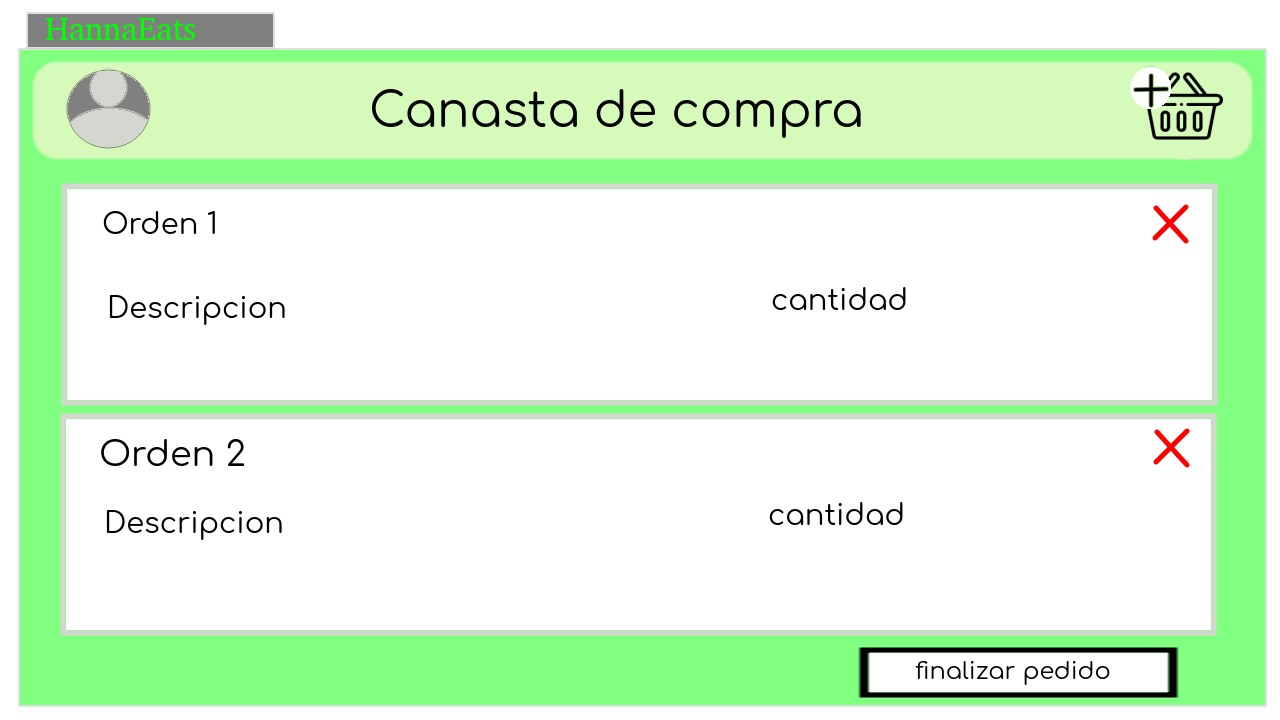 HannaEats
Canasta de compra
Orden 1
Descripcion
cantidad
Orden 2
Descripcion
cantidad
finalizar pedido